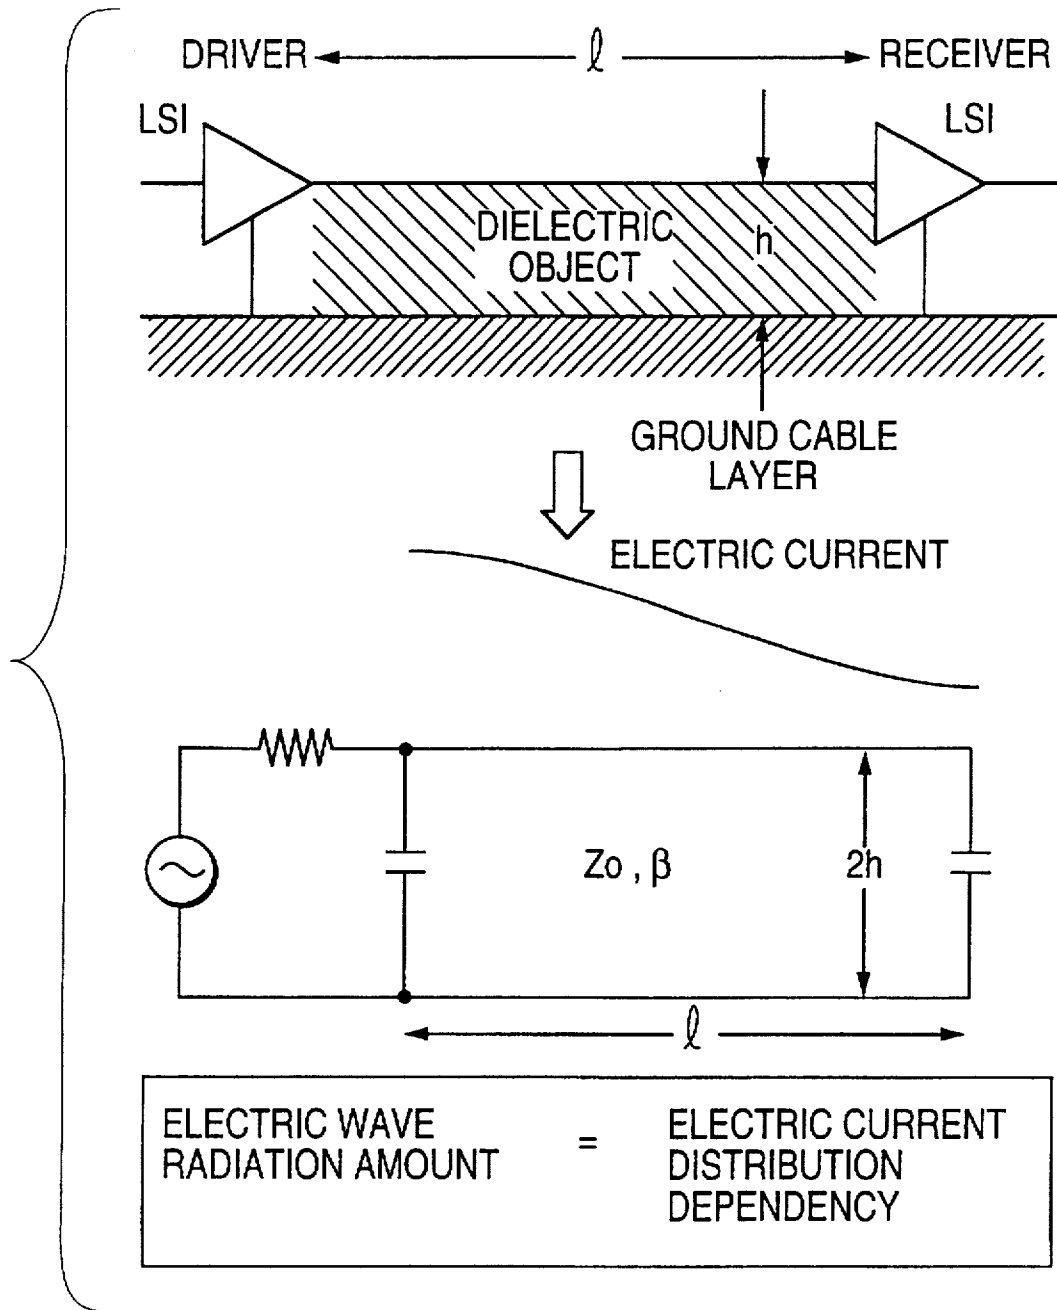 DRIVER ℓ RECEIVER
LSI LSI
DIELECTRIC
OBJECT
h
GROUND CABLE
LAYER
ELECTRIC CURRENT
Zo , β 2h
ℓ
ELECTRIC WAVE
RADIATION AMOUNT
=
ELECTRIC CURRENT
DISTRIBUTION
DEPENDENCY